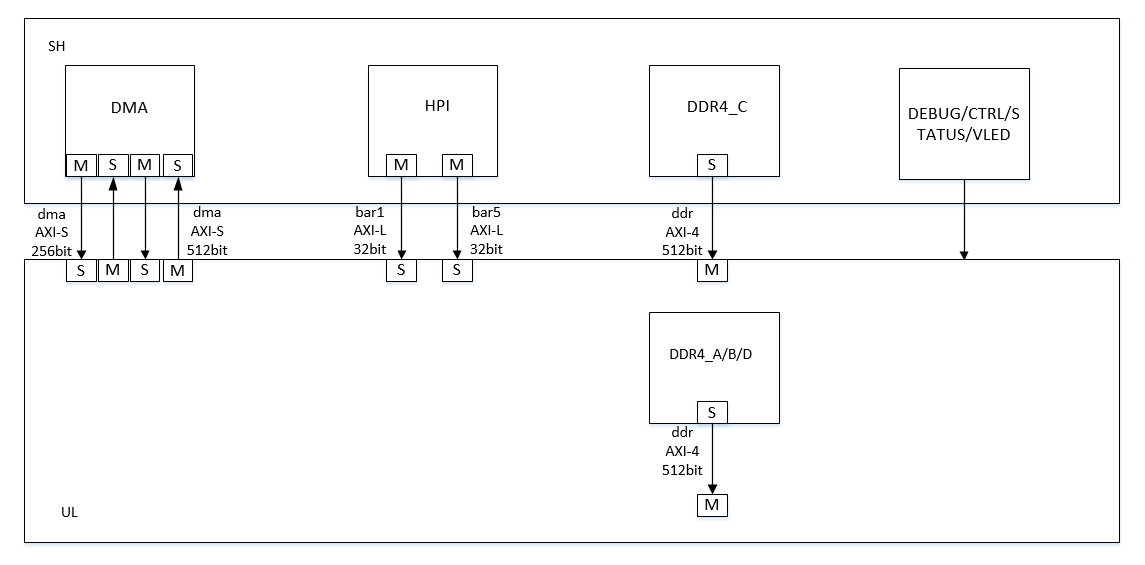 SH
DMA
HPI
DDR4_C
DEBUG/CTRL/S
TATUS/VLED
M S M S
M M
S
dma
AXI-S
256bit
dma
AXI-S
512bit
bar1
AXI-L
32bit
bar5
AXI-L
32bit
ddr
AXI-4
512bit
S M S M
S S
M
DDR4_A/B/D
S
ddr
AXI-4
512bit
M
UL